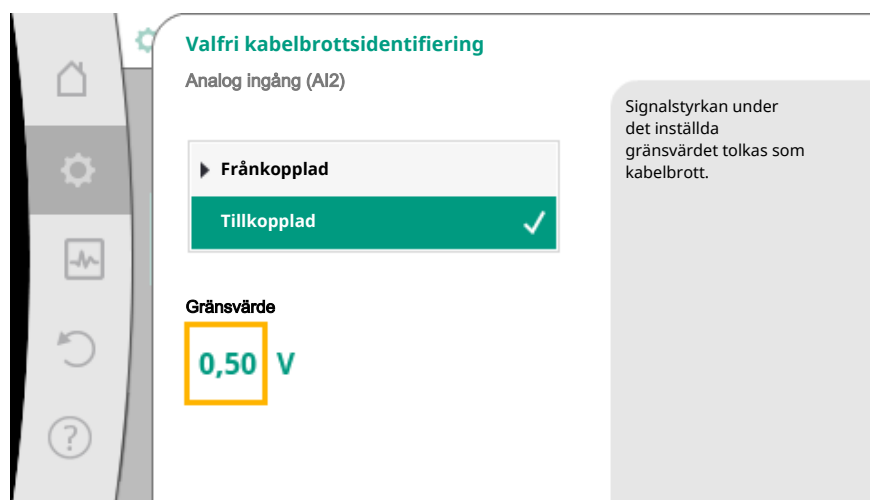 Valfri kabelbrottsidentifiering
Analog ingång (AI2)
Signalstyrkan under
det inställda
gränsvärdet tolkas som
kabelbrott.
Frånkopplad
Tillkopplad
Gränsvärde
0,50 V
?